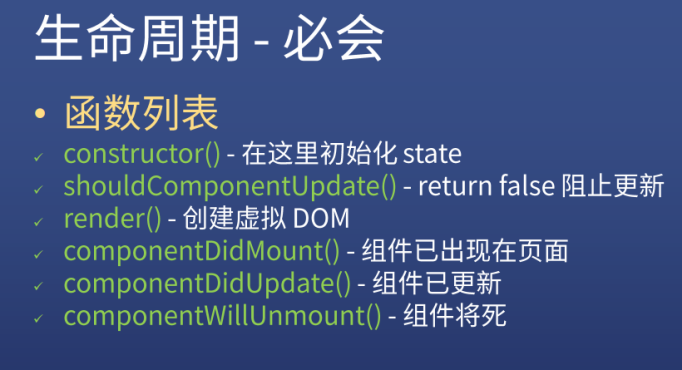 生命周期 - 必会
• 函数列表
✓ constructor() - 在这里初始化 state
✓ shouldComponentUpdate() - return false 阻止更新
✓ render() - 创建虚拟 DOM
✓ componentDidMount() - 组件已出现在页面
✓ componentDidUpdate() - 组件已更新
✓ componentWillUnmount() - 组件将死